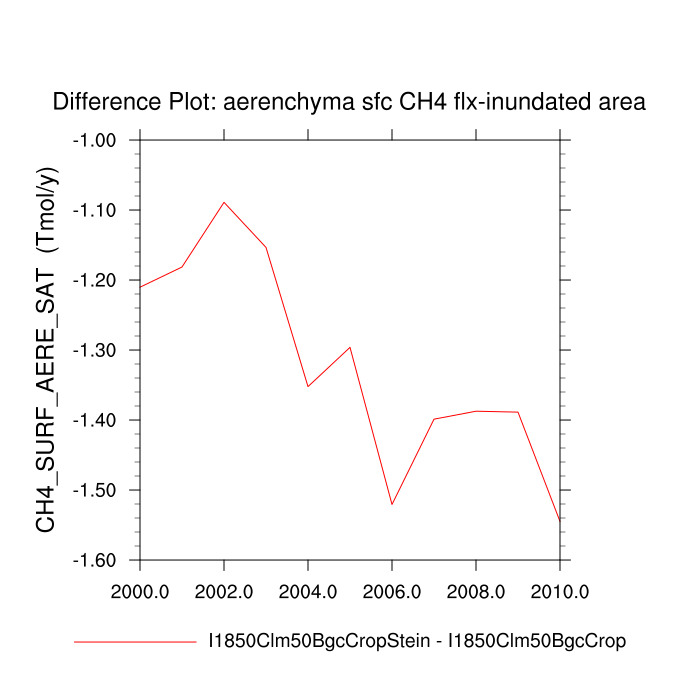 Difference Plot: aerenchyma sfc CH4 flx-inundated area
CH4_SURF_AERE_SAT (Tmol/y)
-1.00
-1.10
-1.20
-1.30
-1.40
-1.50
-1.60
2000.0 2002.0 2004.0 2006.0 2008.0 2010.0
I1850Clm50BgcCropStein - I1850Clm50BgcCrop